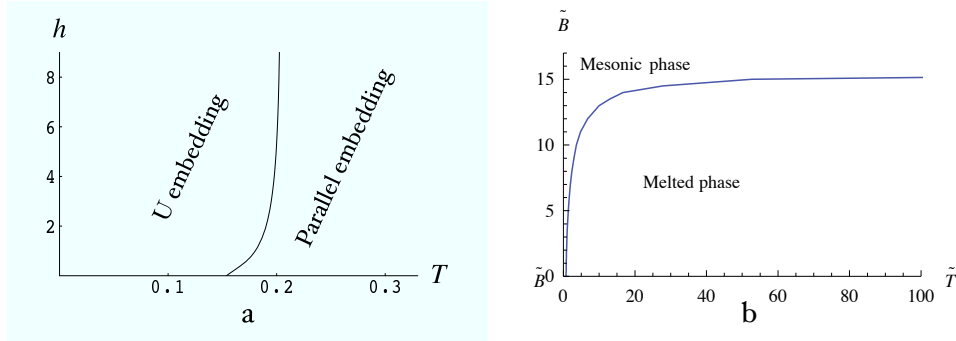 h
8
6
4
2
U embedding
Parallel embedding
0.1
0.2
0.3
T
a
B̃
Mesonic phase
15
10
5
0
Melted phase
B̃
0
20
40
60
80
100
T̃
b